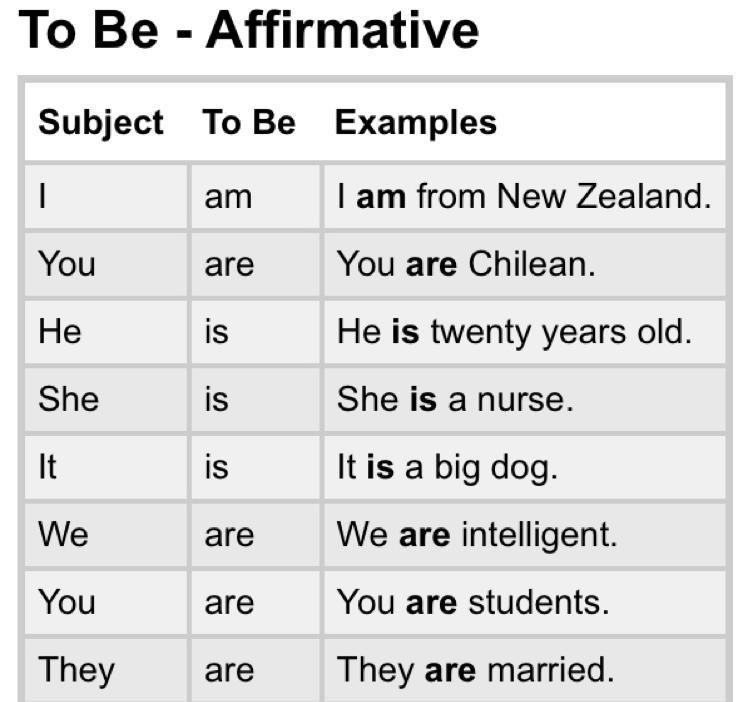 To Be - Affirmative
Subject To Be Examples
I am I am from New Zealand.
You are You are Chilean.
He is He is twenty years old.
She is She is a nurse.
It is It is a big dog.
We are We are intelligent.
You are You are students.
They are They are married.